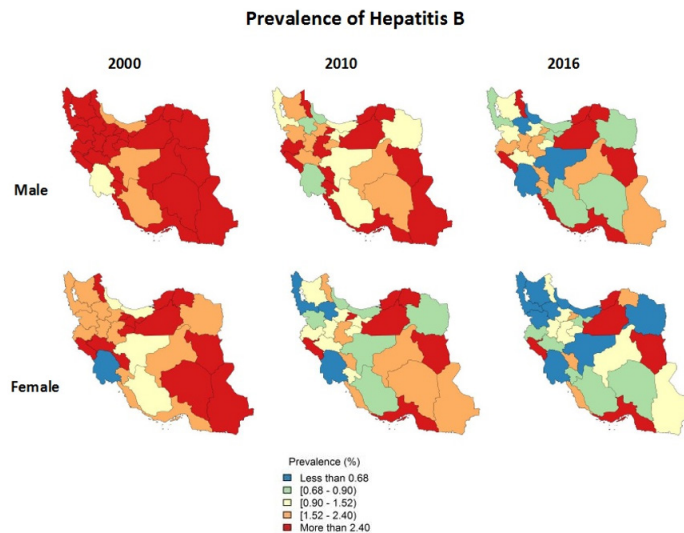 Prevalence of Hepatitis B
2000
2010
2016
Male
Female
Prevalence (%)
Less than 0.68
[0.68 - 0.90)
[0.90 - 1.52)
[1.52 - 2.40)
More than 2.40